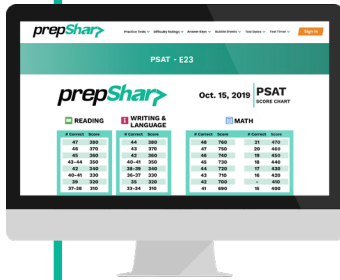 prepSharp
Practice Tests Difficulty Ratings Answer Keys Bubble Sheets Test Dates Test Timer Sign In
PSAT - E23
prepSharp Oct. 15, 2019 PSAT
SCORE CHART
READING WRITING & LANGUAGE MATH
# Correct Score # Correct Score # Correct Score # Correct Score
47 380 44 380 48 760 21 470
46 370 43 370 47 750 20 460
45 360 42 360 46 740 19 450
43-44 350 40-41 350 45 730 18 440
42 340 38-39 340 44 720 17 430
40-41 330 36-37 330 43 710 16 420
39 320 35 320 42 700 - 410
37-38 310 33-34 310 41 690 15 400